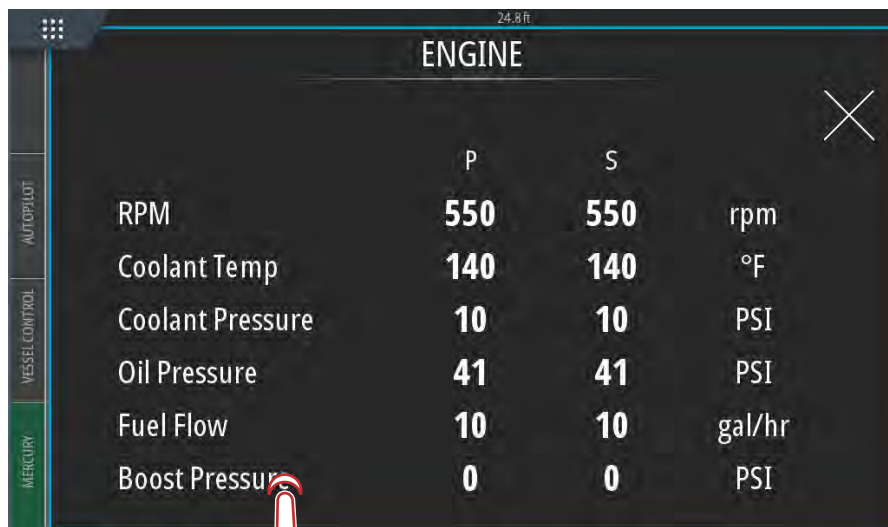 24.8 ft
ENGINE
P S
RPM 550 550 rpm
Coolant Temp 140 140 °F
Coolant Pressure 10 10 PSI
Oil Pressure 41 41 PSI
Fuel Flow 10 10 gal/hr
Boost Pressure 0 0 PSI
AUTOPILOT
VESSEL CONTROL
MERCURY